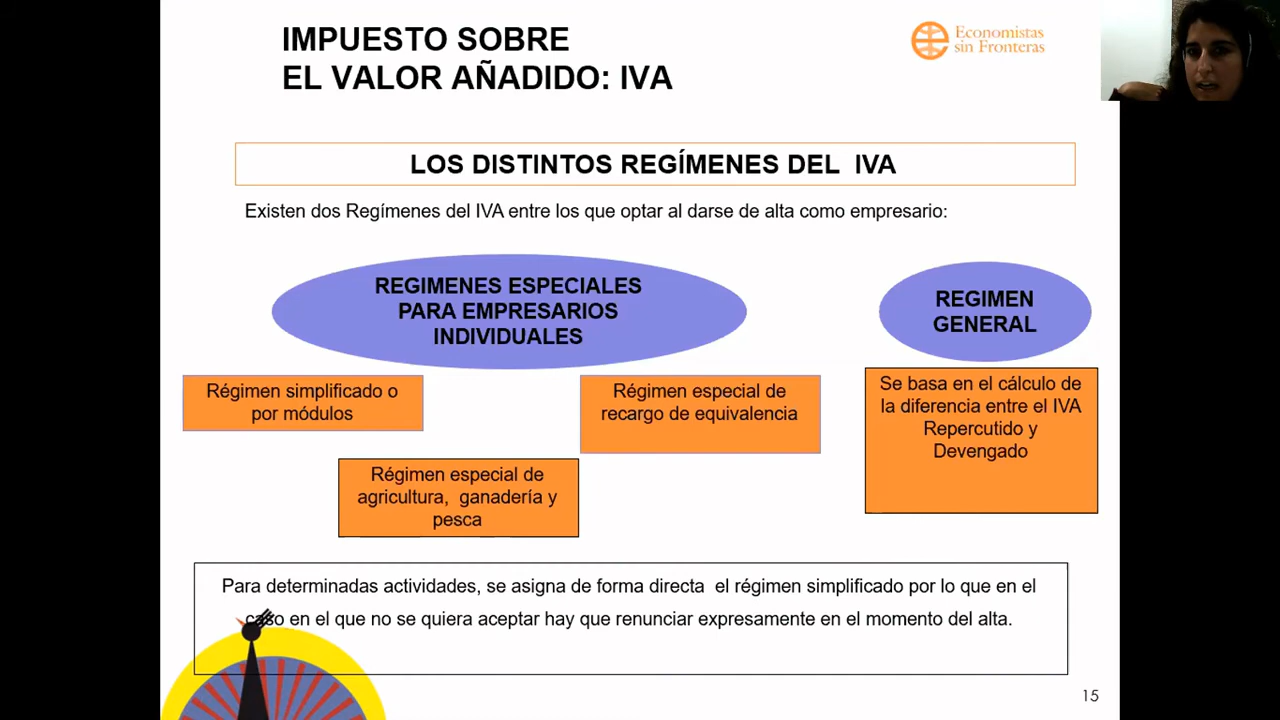 IMPUESTO SOBRE
EL VALOR AÑADIDO: IVA
Economistas
sin Fronteras
LOS DISTINTOS REGÍMENES DEL IVA
Existen dos Regímenes del IVA entre los que optar al darse de alta como empresario:
REGIMENES ESPECIALES
PARA EMPRESARIOS
INDIVIDUALES
REGIMEN
GENERAL
Régimen simplificado o
por módulos
Régimen especial de
recargo de equivalencia
Se basa en el cálculo de
la diferencia entre el IVA
Repercutido y
Devengado
Régimen especial de
agricultura, ganadería y
pesca
Para determinadas actividades, se asigna de forma directa el régimen simplificado por lo que en el
caso en el que no se quiera aceptar hay que renunciar expresamente en el momento del alta.
15